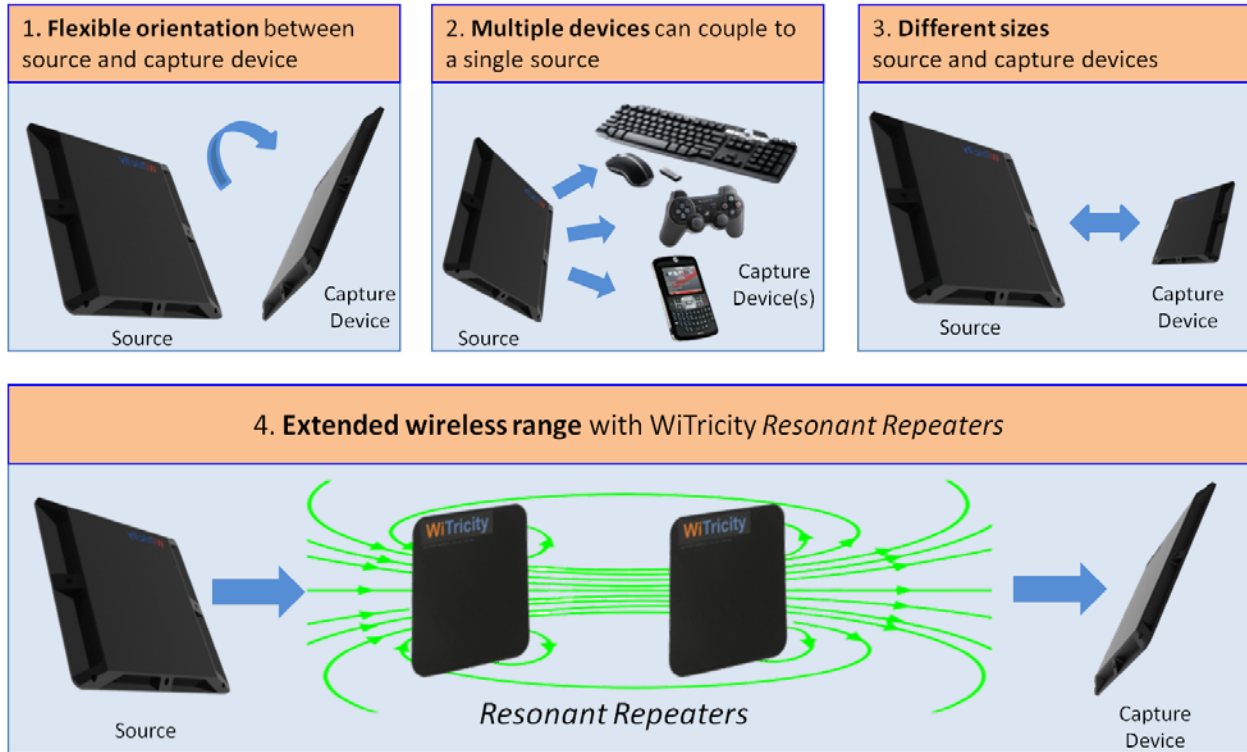 1. Flexible orientation between
source and capture device
2. Multiple devices can couple to
a single source
3. Different sizes
source and capture devices
Capture
Device
Source
Capture
Device(s)
Source
Capture
Device
Source
4. Extended wireless range with WiTricity Resonant Repeaters
WiTricity
WiTricity
Source
Resonant Repeaters
Capture
Device